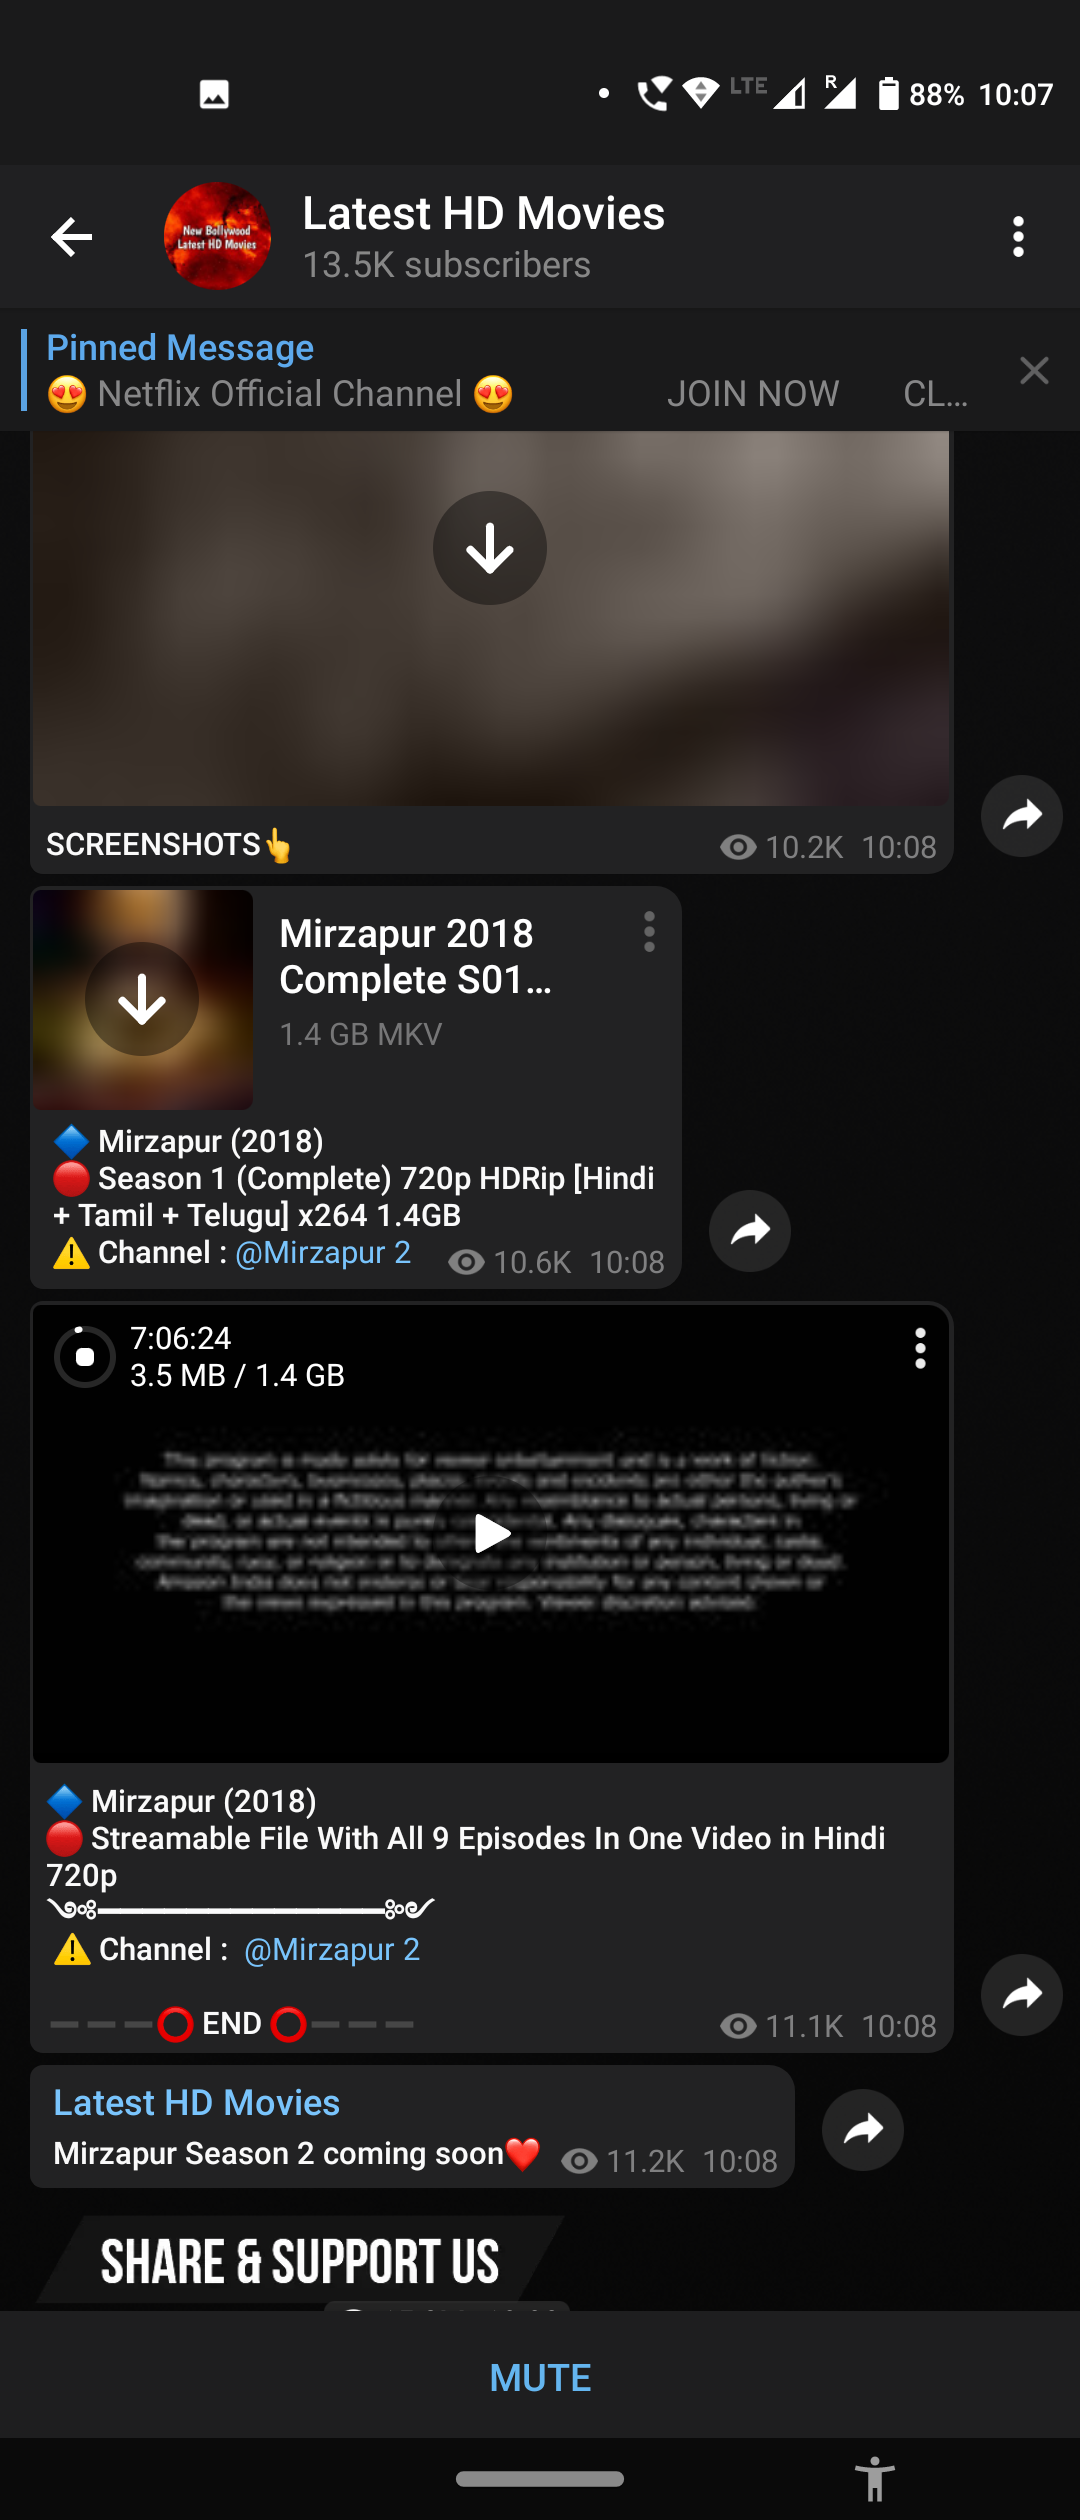 LTE R 88% 10:07
New Bollywood
Latest HD Movies
Latest HD Movies
13.5K subscribers
Pinned Message
😍 Netflix Official Channel 😍 JOIN NOW CL...
SCREENSHOTS👆 10.2K 10:08
Mirzapur 2018
Complete S01...
1.4 GB MKV
🔷 Mirzapur (2018)
🔴 Season 1 (Complete) 720p HDRip [Hindi
+ Tamil + Telugu] x264 1.4GB
⚠️ Channel : @Mirzapur 2 10.6K 10:08
7:06:24
3.5 MB / 1.4 GB
🔷 Mirzapur (2018)
🔴 Streamable File With All 9 Episodes In One Video in Hindi
720p
⚠️ Channel : @Mirzapur 2
➖➖➖⭕ END ⭕➖➖➖ 11.1K 10:08
Latest HD Movies
Mirzapur Season 2 coming soon❤️ 11.2K 10:08
SHARE & SUPPORT US
MUTE